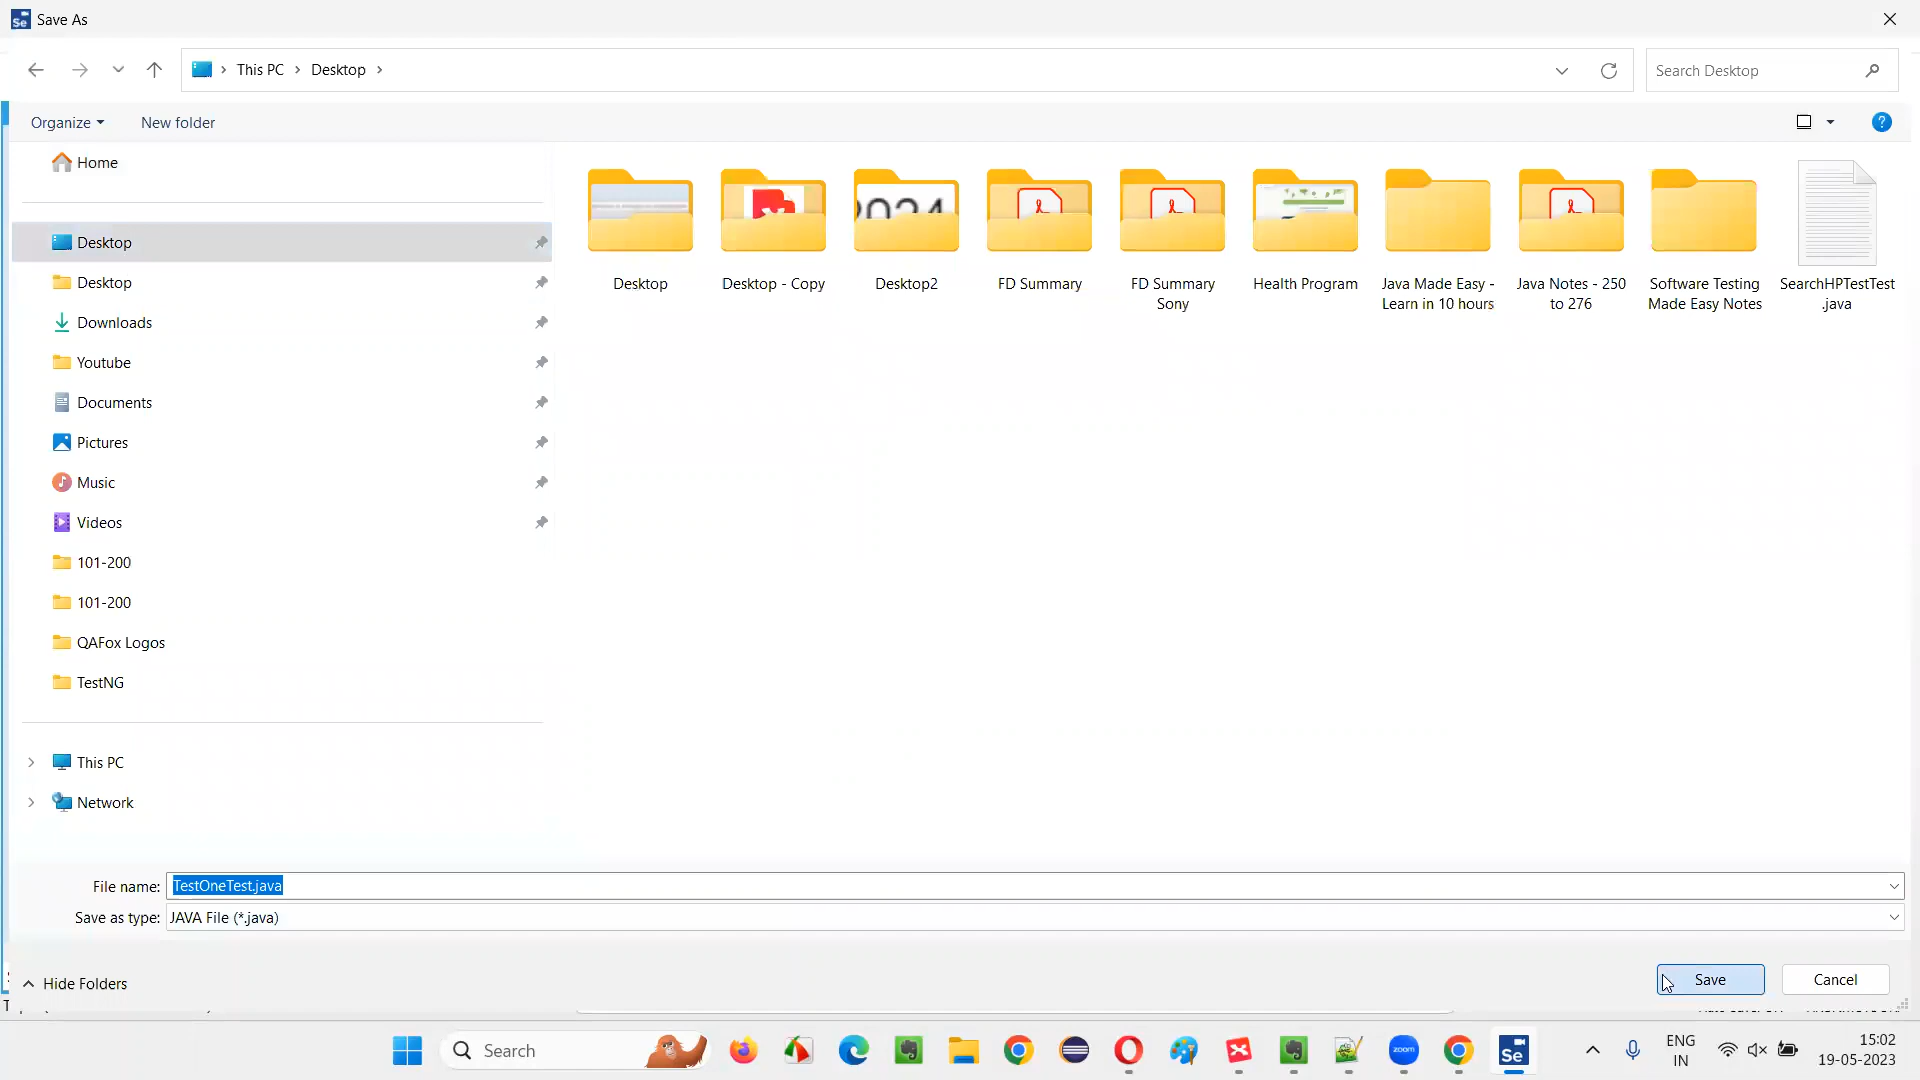 Save As
This PC
Desktop
Search Desktop
Organize
New folder
Home
Desktop
Desktop
Downloads
Youtube
Documents
Pictures
Music
Videos
101-200
101-200
QAFox Logos
TestNG
This PC
Network
2024
Desktop
Desktop - Copy
Desktop2
FD Summary
FD Summary
Sony
Health Program
Java Made Easy -
Learn in 10 hours
Java Notes - 250
to 276
Software Testing
Made Easy Notes
SearchHPTestTest
.java
File name: TestOneTest.java
Save as type: JAVA File (*.java)
Hide Folders
Save
Cancel
Search
zoom
Se
ENG
IN
15:02
19-05-2023